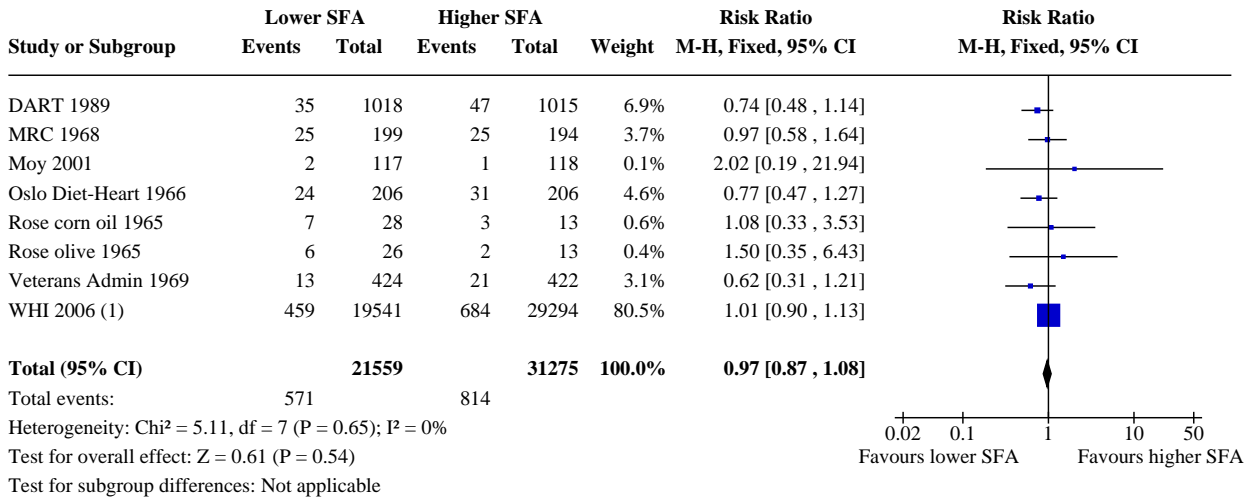 Lower SFA Higher SFA Risk Ratio Risk Ratio
Study or Subgroup Events Total Events Total Weight M-H, Fixed, 95% CI M-H, Fixed, 95% CI
DART 1989 35 1018 47 1015 6.9% 0.74 [0.48 , 1.14]
MRC 1968 25 199 25 194 3.7% 0.97 [0.58 , 1.64]
Moy 2001 2 117 1 118 0.1% 2.02 [0.19 , 21.94]
Oslo Diet-Heart 1966 24 206 31 206 4.6% 0.77 [0.47 , 1.27]
Rose corn oil 1965 7 28 3 13 0.6% 1.08 [0.33 , 3.53]
Rose olive 1965 6 26 2 13 0.4% 1.50 [0.35 , 6.43]
Veterans Admin 1969 13 424 21 422 3.1% 0.62 [0.31 , 1.21]
WHI 2006 (1) 459 19541 684 29294 80.5% 1.01 [0.90 , 1.13]
Total (95% CI) 21559 31275 100.0% 0.97 [0.87 , 1.08]
Total events: 571 814
Heterogeneity: Chi² = 5.11, df = 7 (P = 0.65); I² = 0%
0.02 0.1 1 10 50
Test for overall effect: Z = 0.61 (P = 0.54) Favours lower SFA Favours higher SFA
Test for subgroup differences: Not applicable